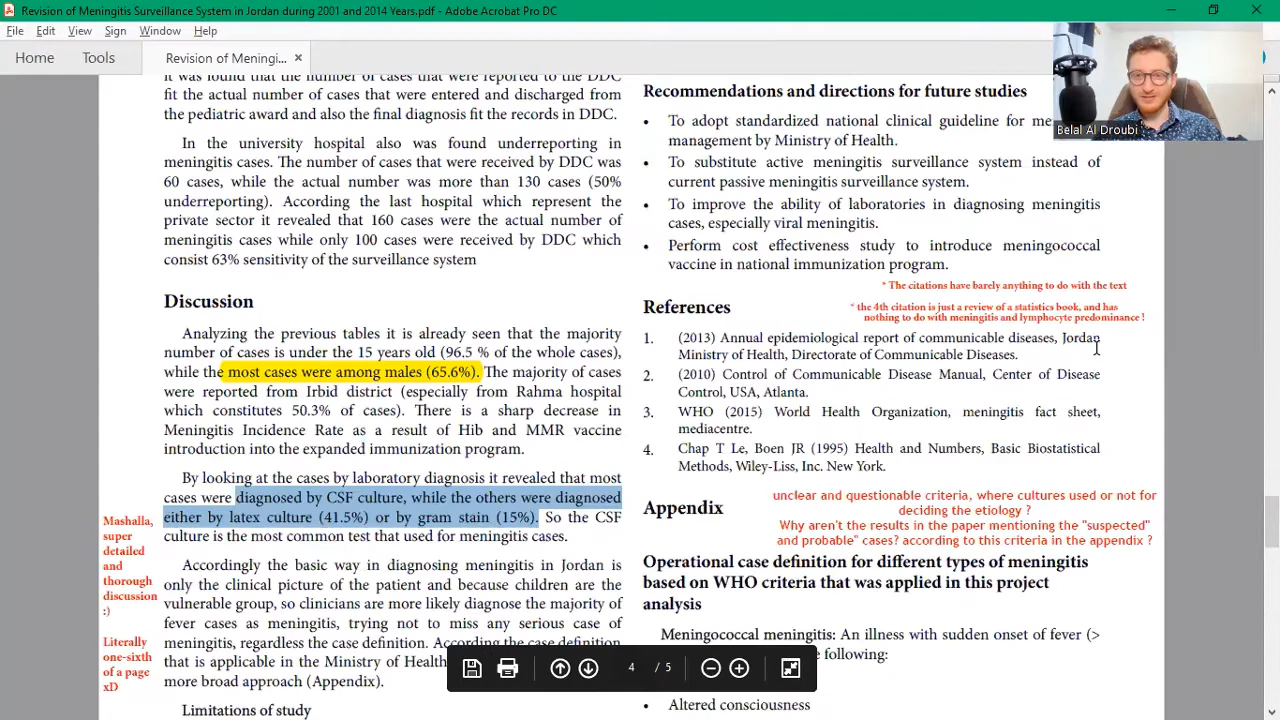 Revision of Meningitis Surveillance System in Jordan during 2001 and 2014 Years.pdf - Adobe Acrobat Pro DC
File Edit View Sign Window Help
Home Tools Revision of Meningi... ×
Belal Al Droubi
it was found that the number of cases that were reported to the DDC
fit the actual number of cases that were entered and discharged from
the pediatric award and also the final diagnosis fit the records in DDC.
In the university hospital also was found underreporting in
meningitis cases. The number of cases that were received by DDC was
60 cases, while the actual number was more than 130 cases (50%
underreporting). According the last hospital which represent the
private sector it revealed that 160 cases were the actual number of
meningitis cases while only 100 cases were received by DDC which
consist 63% sensitivity of the surveillance system
Discussion
Analyzing the previous tables it is already seen that the majority
number of cases is under the 15 years old (96.5 % of the whole cases),
while the most cases were among males (65.6%). The majority of cases
were reported from Irbid district (especially from Rahma hospital
which constitutes 50.3% of cases). There is a sharp decrease in
Meningitis Incidence Rate as a result of Hib and MMR vaccine
introduction into the expanded immunization program.
By looking at the cases by laboratory diagnosis it revealed that most
cases were diagnosed by CSF culture, while the others were diagnosed
either by latex culture (41.5%) or by gram stain (15%). So the CSF
culture is the most common test that used for meningitis cases.
Mashalla,
super
detailed
and
thorough
discussion
:)
Literally
one-sixth
of a page
xD
Accordingly the basic way in diagnosing meningitis in Jordan is
only the clinical picture of the patient and because children are the
vulnerable group, so clinicians are more likely diagnose the majority of
fever cases as meningitis, trying not to miss any serious case of
meningitis, regardless the case definition. According the case definition
that is applicable in the Ministry of Health
more broad approach (Appendix).
Limitations of study
Recommendations and directions for future studies
• To adopt standardized national clinical guideline for me
management by Ministry of Health.
• To substitute active meningitis surveillance system instead of
current passive meningitis surveillance system.
• To improve the ability of laboratories in diagnosing meningitis
cases, especially viral meningitis.
• Perform cost effectiveness study to introduce meningococcal
vaccine in national immunization program.
* The citations have barely anything to do with the text
References
* the 4th citation is just a review of a statistics book, and has
nothing to do with meningitis and lymphocyte predominance !
1. (2013) Annual epidemiological report of communicable diseases, Jordan
Ministry of Health, Directorate of Communicable Diseases.
2. (2010) Control of Communicable Disease Manual, Center of Disease
Control, USA, Atlanta.
3. WHO (2015) World Health Organization, meningitis fact sheet,
mediacentre.
4. Chap T Le, Boen JR (1995) Health and Numbers, Basic Biostatistical
Methods, Wiley-Liss, Inc. New York.
Appendix
unclear and questionable criteria, where cultures used or not for
deciding the etiology ?
Why aren't the results in the paper mentioning the "suspected"
and probable" cases? according to this criteria in the appendix ?
Operational case definition for different types of meningitis
based on WHO criteria that was applied in this project
analysis
Meningococcal meningitis: An illness with sudden onset of fever (>
e following:
• Altered consciousness
4 / 5